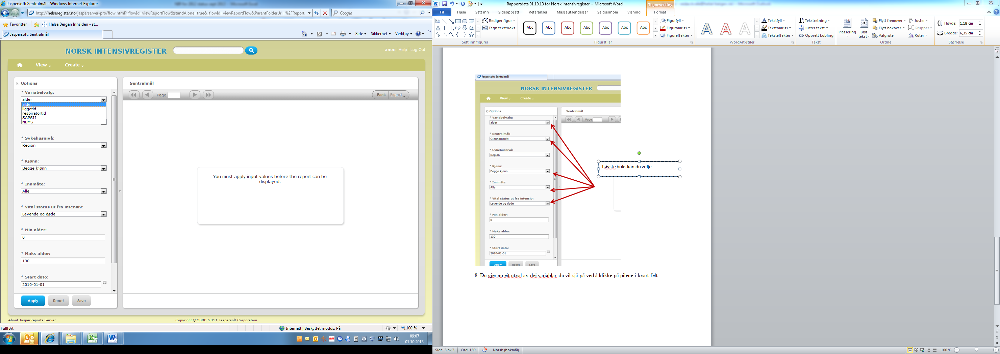 Jaspersoft: Sentralmål - Windows Internet Explorer
http://helseregister.no/jasperserver-pro/flow.html?_flowId=viewReportFlow&standAlone=true&_flowId=viewReportFlow&ParentFolderUri=%2FReports
Google
Favoritter
Helse Bergen Innsiden - st...
Jaspersoft: Sentralmål
Side
Sikkerhet
Verktøy
NORSK INTENSIVREGISTER
anon | Help | Log Out
View
Create
Options
* Variabelvalg:
alder
alder
liggetid
respiratortid
SAPSII
NEMS
* Sykehusnivå:
Region
* Kjønn:
Begge kjønn
* Innmåte:
Alle
* Vital status ut fra intensiv:
Levende og døde
* Min alder:
0
* Maks alder:
130
* Start dato:
2010-01-01
Apply
Reset
Save
Sentralmål
Page
Back
Export
You must apply input values before the report can be
displayed.
About JasperReports Server
Copyright © 2000-2011 Jaspersoft Corporation
Fullført
Internett | Beskyttet modus: På
100 %
09:07
01.10.2013
Rapportdata 01.10.13 for Norsk intensivregister - Microsoft Word
Tegneverktøy
Fil
Hjem
Sett inn
Sideoppsett
Referanser
Masseutsendelser
Se gjennom
Visning
Format
Rediger figur
Tegn tekstboks
Sett inn figurer
Abc
Abc
Abc
Abc
Abc
Abc
Abc
Figurstiler
Figurfyll
Figuromriss
Figureffekter
WordArt-stiler
Tekstfyll
Tekstomriss
Teksteffekter
Tekstretning
Juster tekst
Opprett kobling
Tekst
Plassering
Bryt
tekst
Flytt fremover
Flytt bakover
Valgrute
Juster
Grupper
Roter
Ordne
Høyde:
1,18 cm
Bredde:
6,35 cm
Størrelse
Jaspersoft: Sentralmål
NORSK INTENSIVREGISTER
View
Create
Options
* Variabelvalg:
alder
* Sentralmål:
Gjennomsnitt
* Sykehusnivå:
Region
* Kjønn:
Begge kjønn
* Innmåte:
Alle
* Vital status ut fra intensiv:
Levende og døde
* Min alder:
0
* Maks alder:
130
* Start dato:
2010-01-01
Apply
Reset
Save
Sentralmål
Page
I øvste boks kan du velje
8. Du gjer no eit utval av dei variablar du vil sjå på ved å klikke på pilene i kvart felt
Side: 3 av 3
Ord: 159
Norsk (bokmål)
100 %